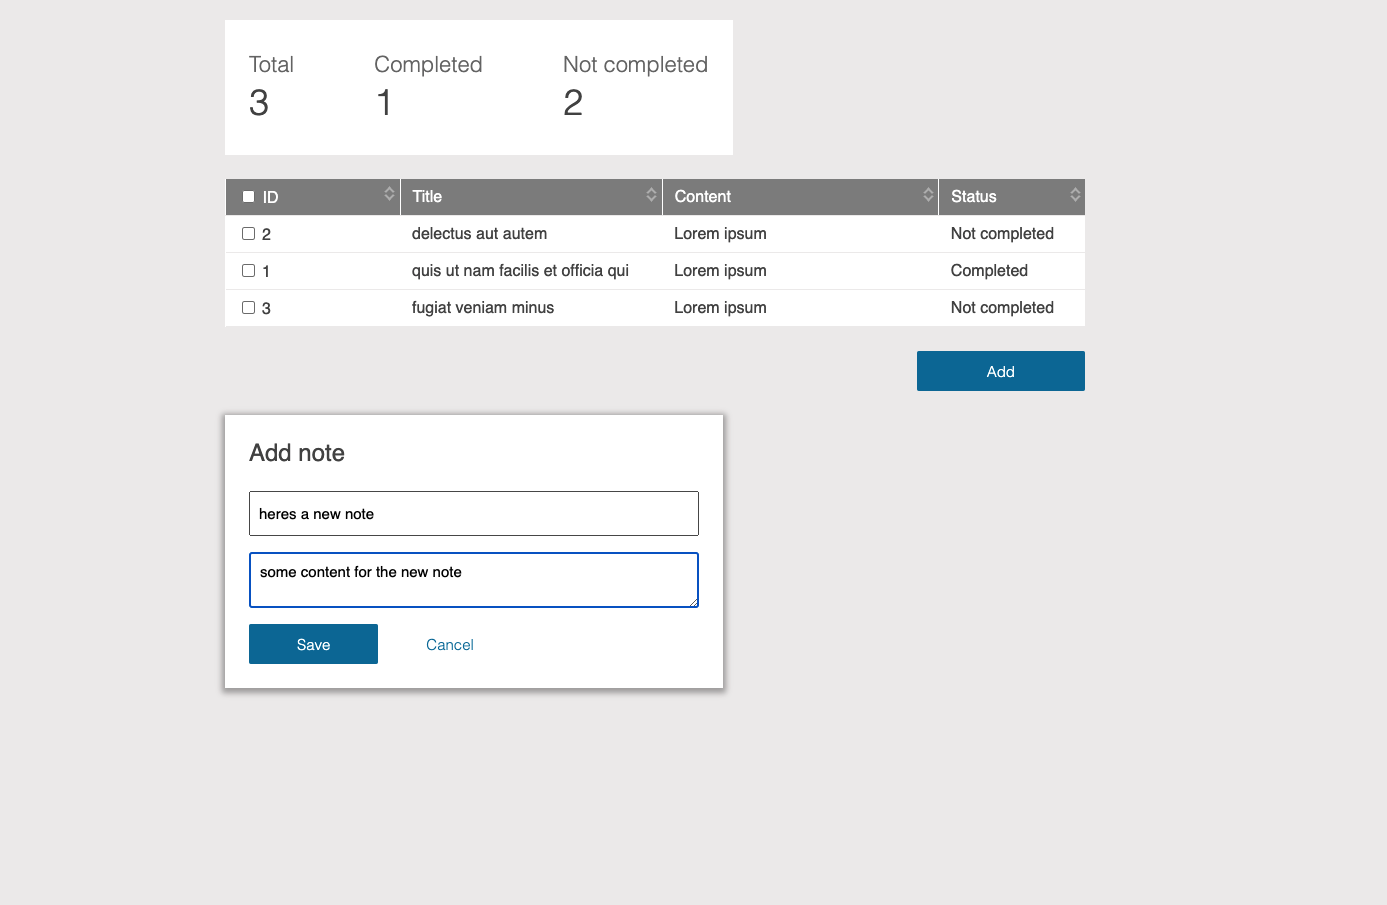 Total Completed Not completed
3 1 2
ID Title Content Status
2 delectus aut autem Lorem ipsum Not completed
1 quis ut nam facilis et officia qui Lorem ipsum Completed
3 fugiat veniam minus Lorem ipsum Not completed
Add
Add note
heres a new note
some content for the new note
Save Cancel